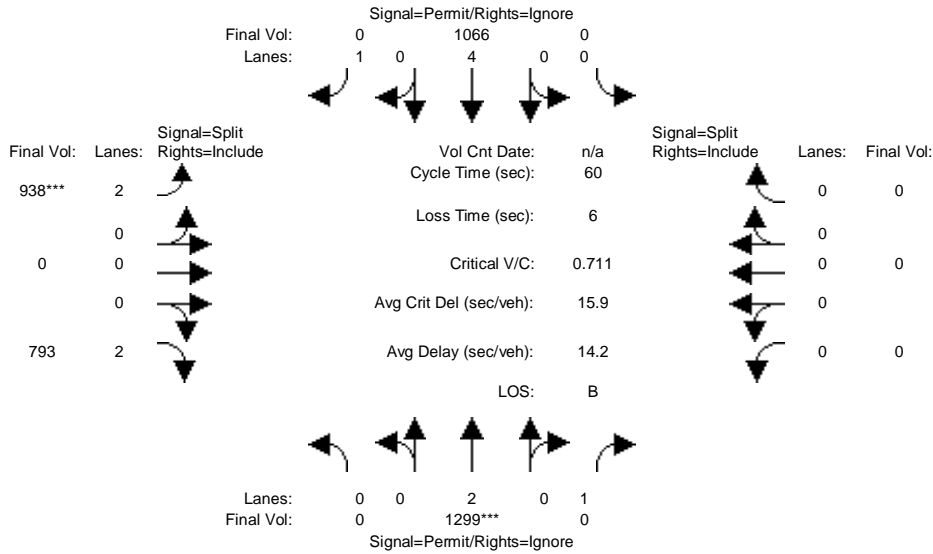 Signal=Permit/Rights=Ignore
Final Vol: 0 1066 0
Lanes: 1 0 4 0 0
Signal=Split
Final Vol: Lanes: Rights=Include
Vol Cnt Date: n/a
Signal=Split
Rights=Include Lanes: Final Vol:
Cycle Time (sec): 60
938*** 2 0 0
Loss Time (sec): 6
0 0
0 0 Critical V/C: 0.711 0 0
0 Avg Crit Del (sec/veh): 15.9 0
793 2 Avg Delay (sec/veh): 14.2 0 0
LOS: B
Lanes: 0 0 2 0 1
Final Vol: 0 1299*** 0
Signal=Permit/Rights=Ignore